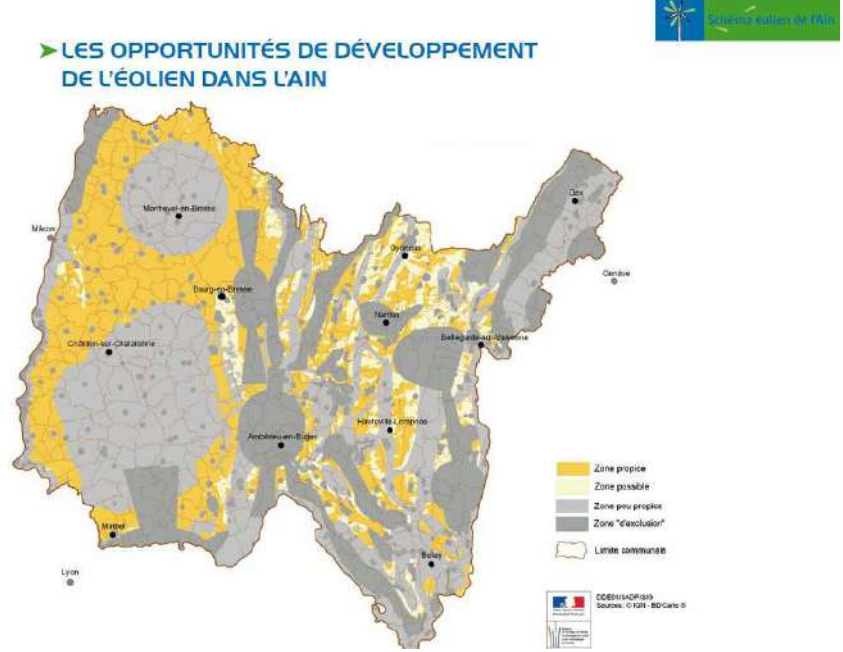 Schéma éolien de l'Ain
LES OPPORTUNITÉS DE DÉVELOPPEMENT
DE L'ÉOLIEN DANS L'AIN
Montrevel-en-Bresse
Mâcon
Gex
Oyonnax
Genève
Bourg-en-Bresse
Nantua
Châtillon-sur-Chalaronne
Bellegarde-sur-Valserine
Hauteville-Lompnes
Ambérieu-en-Bugey
Miribel
Belley
Lyon
Zone propice
Zone possible
Zone peu propice
Zone "d'exclusion"
Limite communale
Sources : © IGN - BD Carto ®